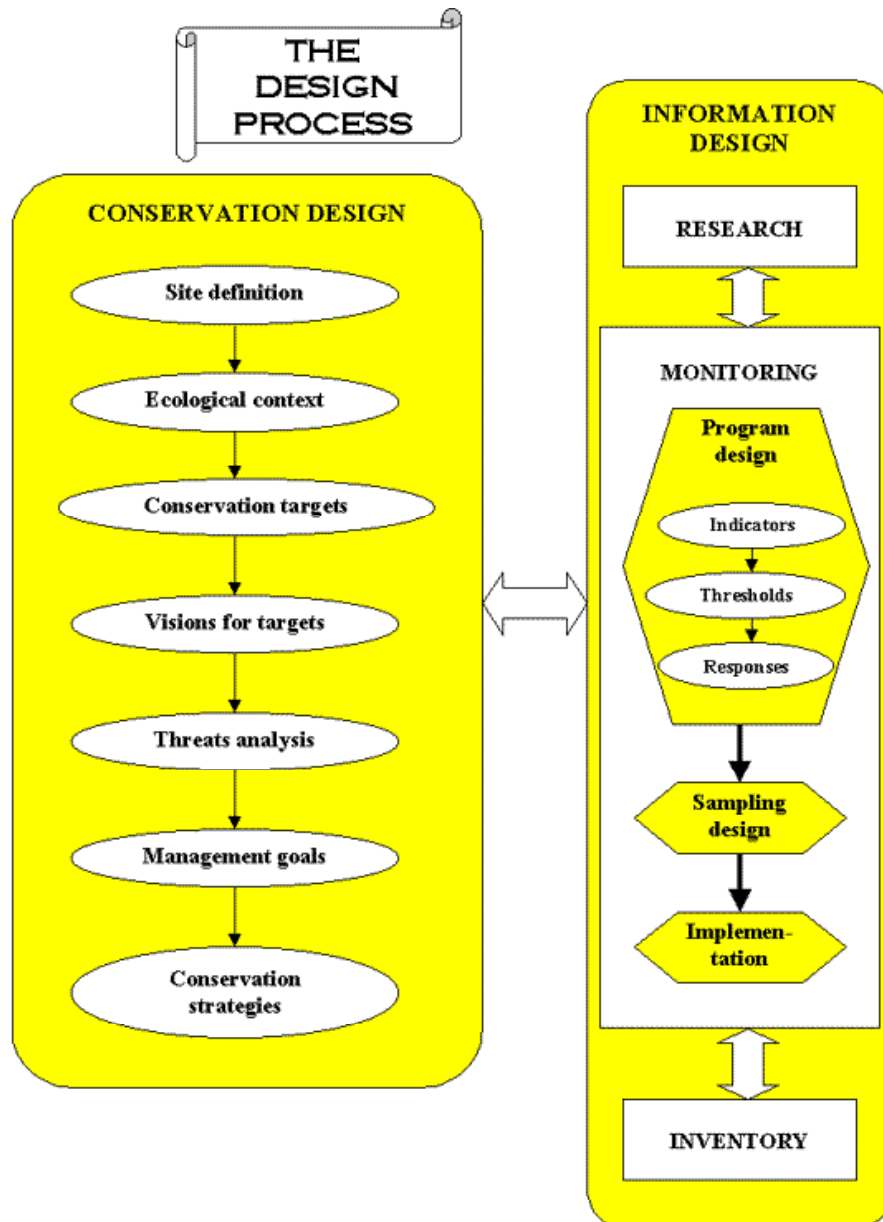 THE
DESIGN
PROCESS
CONSERVATION DESIGN
Site definition
Ecological context
Conservation targets
Visions for targets
Threats analysis
Management goals
Conservation
strategies
INFORMATION
DESIGN
RESEARCH
MONITORING
Program
design
Indicators
Thresholds
Responses
Sampling
design
Implemen-
tation
INVENTORY